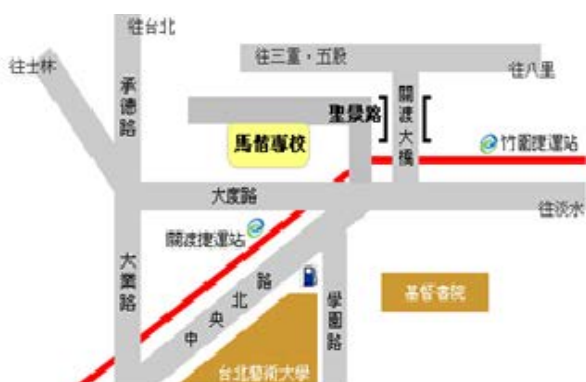 往台北
往三重，五股
往士林
往八里
承德路
聖景路
關渡大橋
馬偕專校
竹圍捷運站
大度路
往淡水
關渡捷運站
大業路
中央北路
學園路
基督書院
台北藝術大學